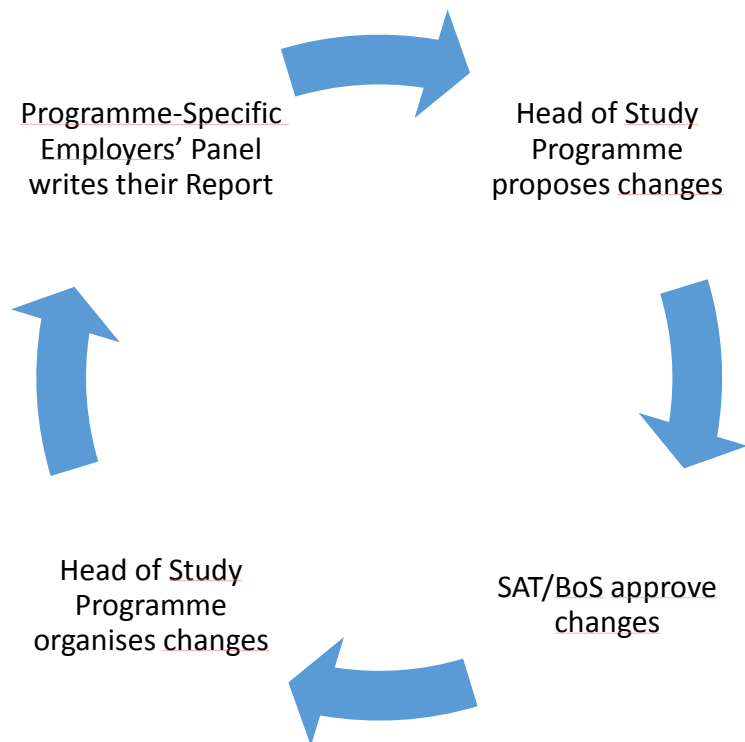 Programme-Specific
Employers’ Panel
writes their Report
Head of Study
Programme
proposes changes
SAT/BoS approve
changes
Head of Study
Programme
organises changes